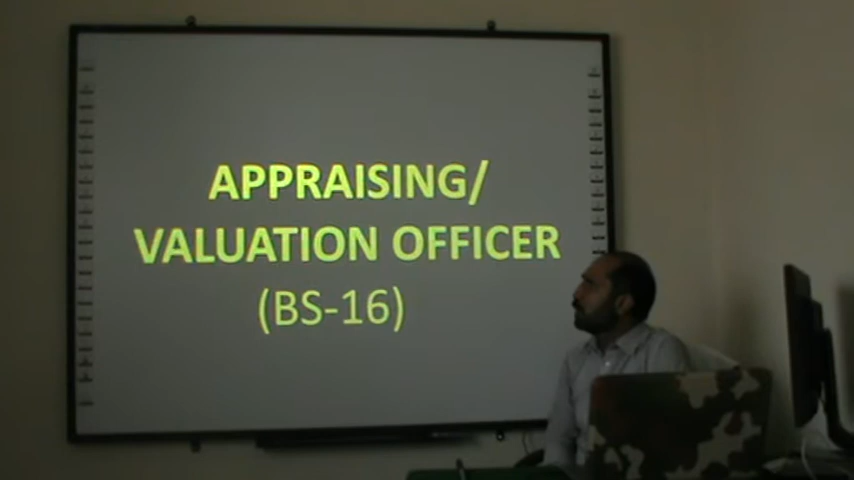 APPRAISING/
VALUATION OFFICER
(BS-16)